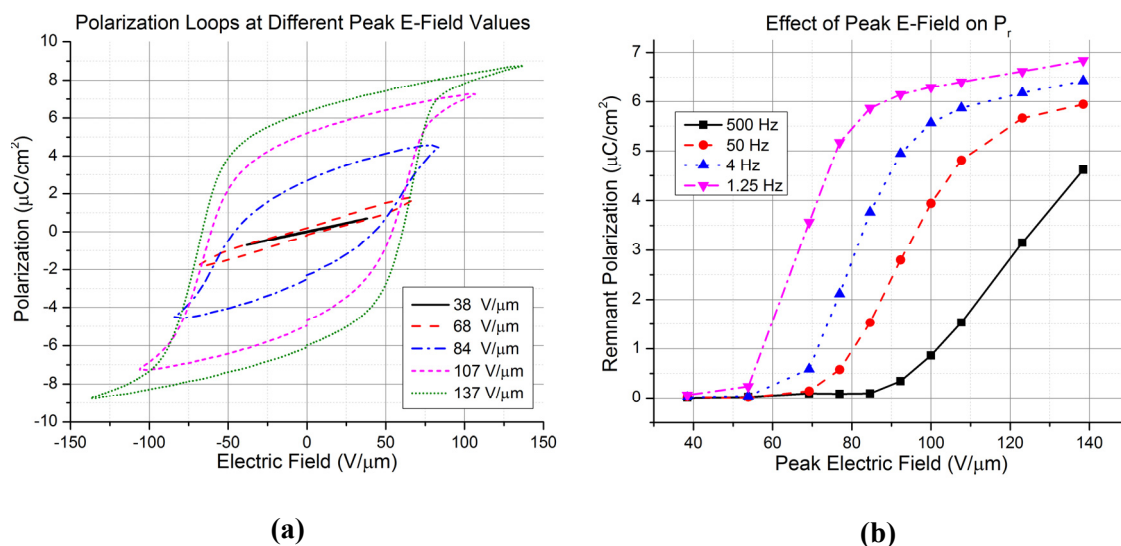 Polarization Loops at Different Peak E-Field Values
Polarization (μC/cm²)
10
8
6
4
2
0
-2
-4
-6
-8
-10
38 V/μm
68 V/μm
84 V/μm
107 V/μm
137 V/μm
-150
-100
-50
0
50
100
150
Electric Field (V/μm)
(a)
Effect of Peak E-Field on Pᵣ
Remnant Polarization (μC/cm²)
7
6
5
4
3
2
1
0
500 Hz
50 Hz
4 Hz
1.25 Hz
40
60
80
100
120
140
Peak Electric Field (V/μm)
(b)